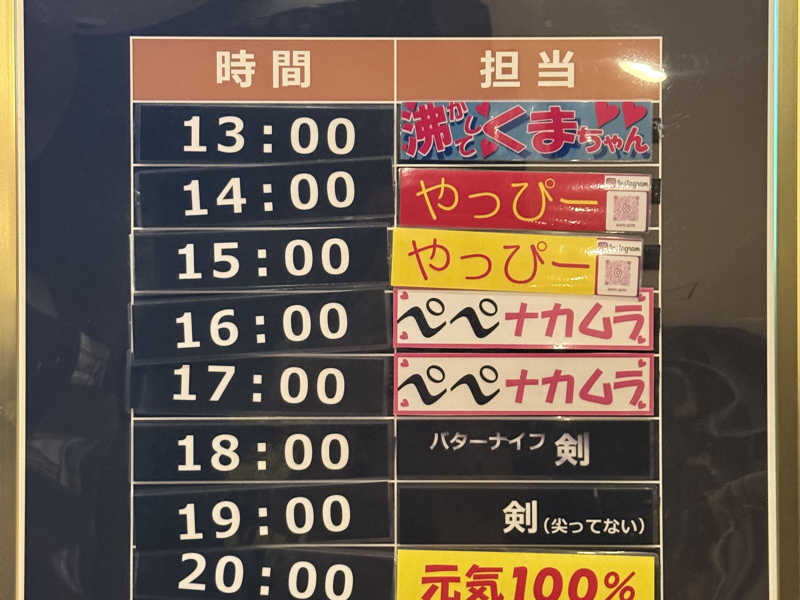 時間 担当
13:00 沸かしてくまちゃん
14:00 やっぴー Instagram
15:00 やっぴー Instagram
16:00 ペペナカムラ
17:00 ペペナカムラ
18:00 バターナイフ 剣
19:00 剣(尖ってない)
20:00 元気100%